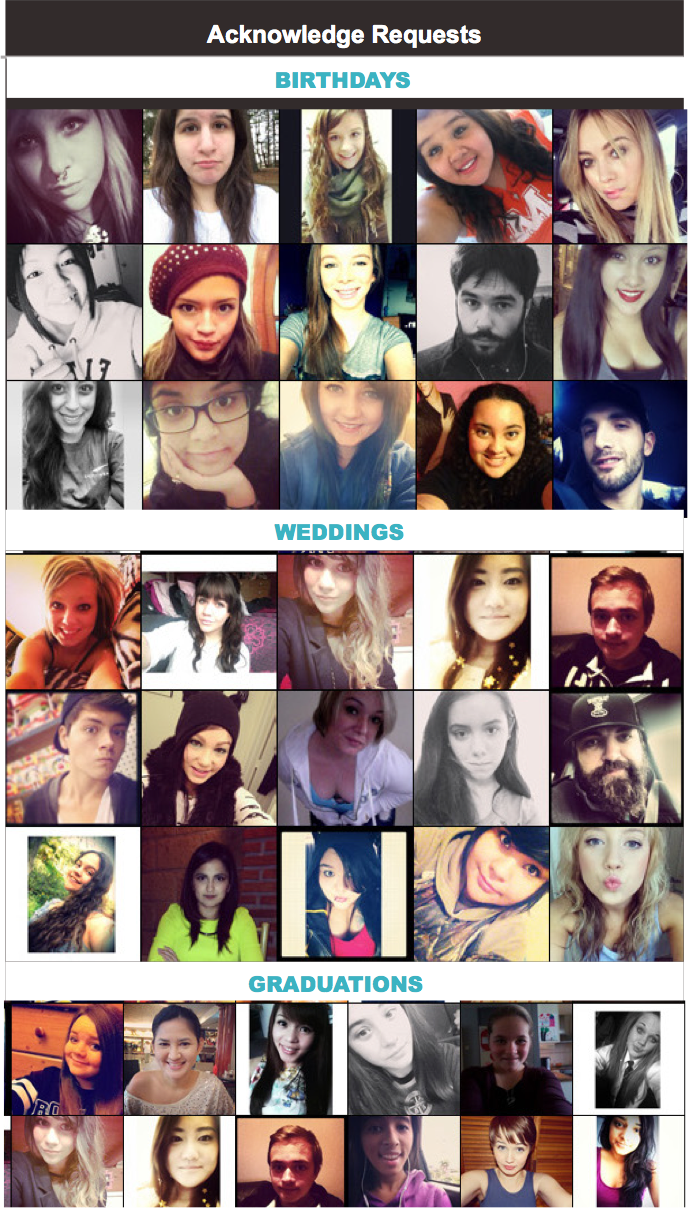 Acknowledge Requests
BIRTHDAYS
WEDDINGS
GRADUATIONS